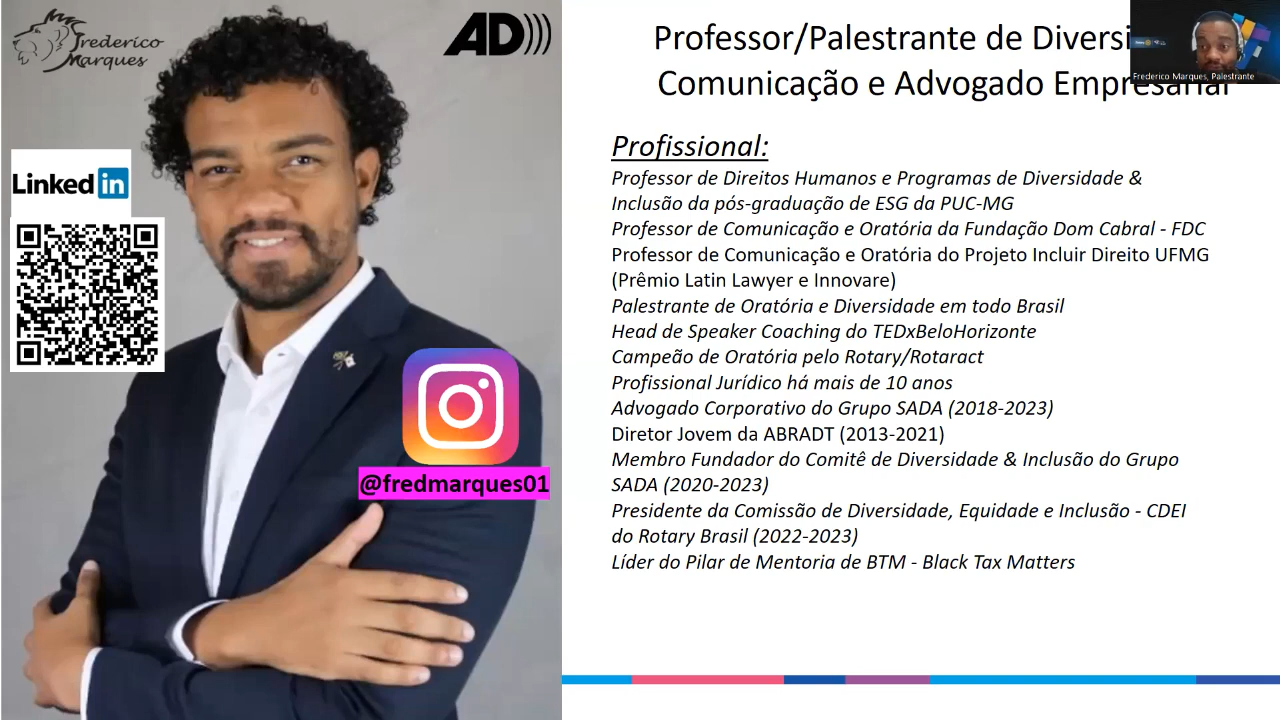 Frederico
Marques
AD
Linked in
@fredmarques01
Professor/Palestrante de Diversi
Comunicação e Advogado Empresarial
Frederico Marques, Palestrante
Profissional:
Professor de Direitos Humanos e Programas de Diversidade &
Inclusão da pós-graduação de ESG da PUC-MG
Professor de Comunicação e Oratória da Fundação Dom Cabral - FDC
Professor de Comunicação e Oratória do Projeto Incluir Direito UFMG
(Prêmio Latin Lawyer e Innovare)
Palestrante de Oratória e Diversidade em todo Brasil
Head de Speaker Coaching do TEDxBeloHorizonte
Campeão de Oratória pelo Rotary/Rotaract
Profissional Jurídico há mais de 10 anos
Advogado Corporativo do Grupo SADA (2018-2023)
Diretor Jovem da ABRADT (2013-2021)
Membro Fundador do Comitê de Diversidade & Inclusão do Grupo
SADA (2020-2023)
Presidente da Comissão de Diversidade, Equidade e Inclusão - CDEI
do Rotary Brasil (2022-2023)
Líder do Pilar de Mentoria de BTM - Black Tax Matters